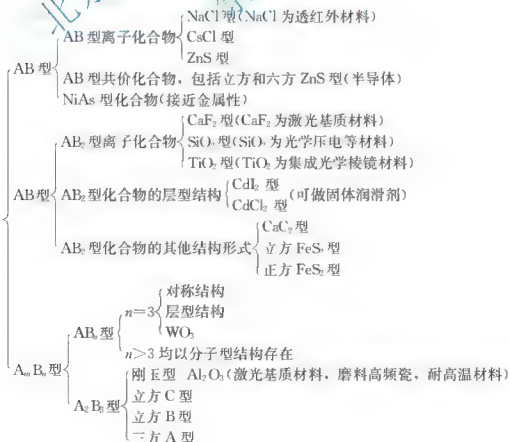 NaCl 型(NaCl 为透红外材料)
AB 型离子化合物 CsCl 型
ZnS 型
AB 型 AB 型共价化合物，包括立方和六方 ZnS 型(半导体)
NiAs 型化合物(接近金属性)
CaF₂ 型(CaF₂ 为激光基质材料)
AB₂ 型离子化合物 SiO₂ 型(SiO₂ 为光学压电等材料)
TiO₂ 型(TiO₂ 为集成光学棱镜材料)
CdI₂ 型
AB 型 AB₂ 型化合物的层型结构 (可做固体润滑剂)
CdCl₂ 型
CaC₂ 型
AB₂ 型化合物的其他结构形式 立方 FeS₂ 型
正方 FeS₂ 型
对称结构
n=3 层型结构
ABₙ 型 WO₃
n>3 均以分子型结构存在
AₘBₙ 型 刚玉型 Al₂O₃(激光基质材料，磨料高频瓷，耐高温材料)
立方 C 型
A₂B₃ 型 立方 B 型
三方 A 型